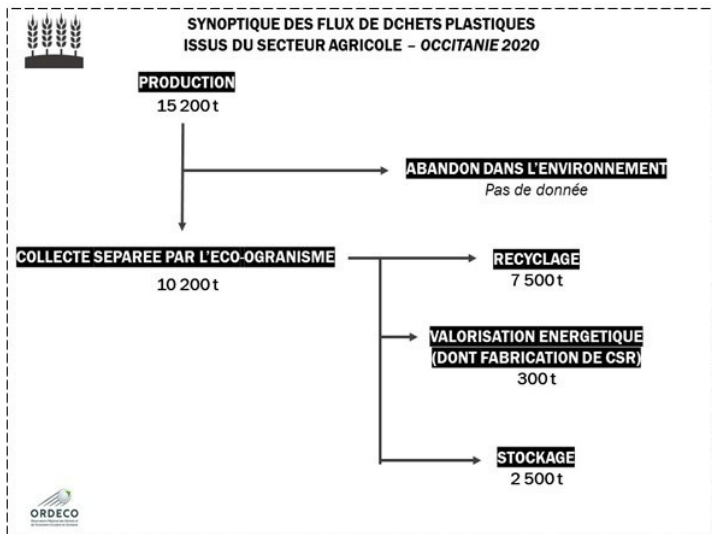 SYNOPTIQUE DES FLUX DE DCHETS PLASTIQUES
ISSUS DU SECTEUR AGRICOLE – OCCITANIE 2020
PRODUCTION
15 200 t
ABANDON DANS L'ENVIRONNEMENT
Pas de donnée
COLLECTE SEPAREE PAR L'ECO-OGRANISME
10 200 t
RECYCLAGE
7 500 t
VALORISATION ENERGETIQUE
(DONT FABRICATION DE CSR)
300 t
STOCKAGE
2 500 t
ORDECO